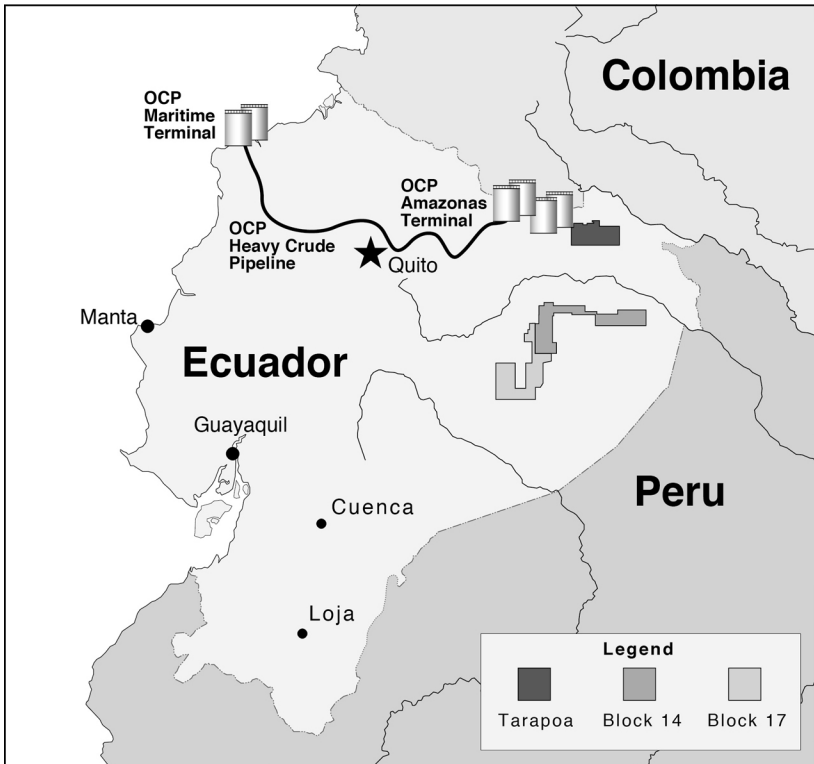 Colombia
OCP
Maritime
Terminal
OCP
Amazonas
Terminal
OCP
Heavy Crude
Pipeline
Quito
Manta
Ecuador
Guayaquil
Peru
Cuenca
Loja
Legend
Tarapoa
Block 14
Block 17